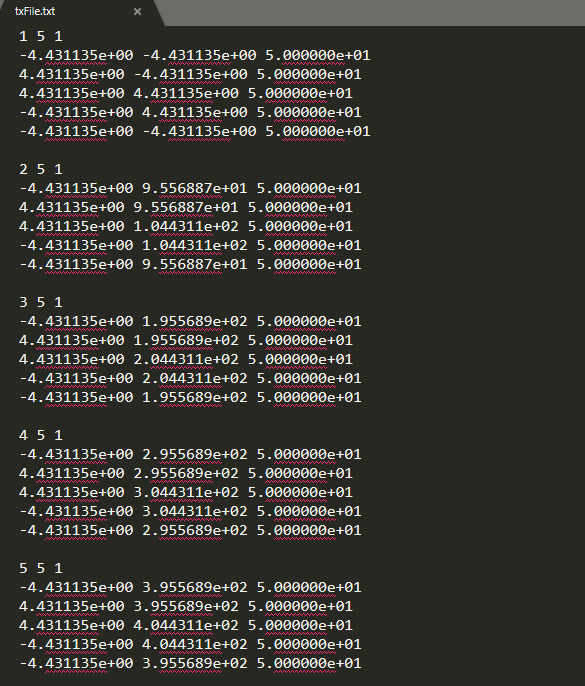 txFile.txt ×
1 5 1
-4.431135e+00 -4.431135e+00 5.000000e+01
4.431135e+00 -4.431135e+00 5.000000e+01
4.431135e+00 4.431135e+00 5.000000e+01
-4.431135e+00 4.431135e+00 5.000000e+01
-4.431135e+00 -4.431135e+00 5.000000e+01

2 5 1
-4.431135e+00 9.556887e+01 5.000000e+01
4.431135e+00 9.556887e+01 5.000000e+01
4.431135e+00 1.044311e+02 5.000000e+01
-4.431135e+00 1.044311e+02 5.000000e+01
-4.431135e+00 9.556887e+01 5.000000e+01

3 5 1
-4.431135e+00 1.955689e+02 5.000000e+01
4.431135e+00 1.955689e+02 5.000000e+01
4.431135e+00 2.044311e+02 5.000000e+01
-4.431135e+00 2.044311e+02 5.000000e+01
-4.431135e+00 1.955689e+02 5.000000e+01

4 5 1
-4.431135e+00 2.955689e+02 5.000000e+01
4.431135e+00 2.955689e+02 5.000000e+01
4.431135e+00 3.044311e+02 5.000000e+01
-4.431135e+00 3.044311e+02 5.000000e+01
-4.431135e+00 2.955689e+02 5.000000e+01

5 5 1
-4.431135e+00 3.955689e+02 5.000000e+01
4.431135e+00 3.955689e+02 5.000000e+01
4.431135e+00 4.044311e+02 5.000000e+01
-4.431135e+00 4.044311e+02 5.000000e+01
-4.431135e+00 3.955689e+02 5.000000e+01